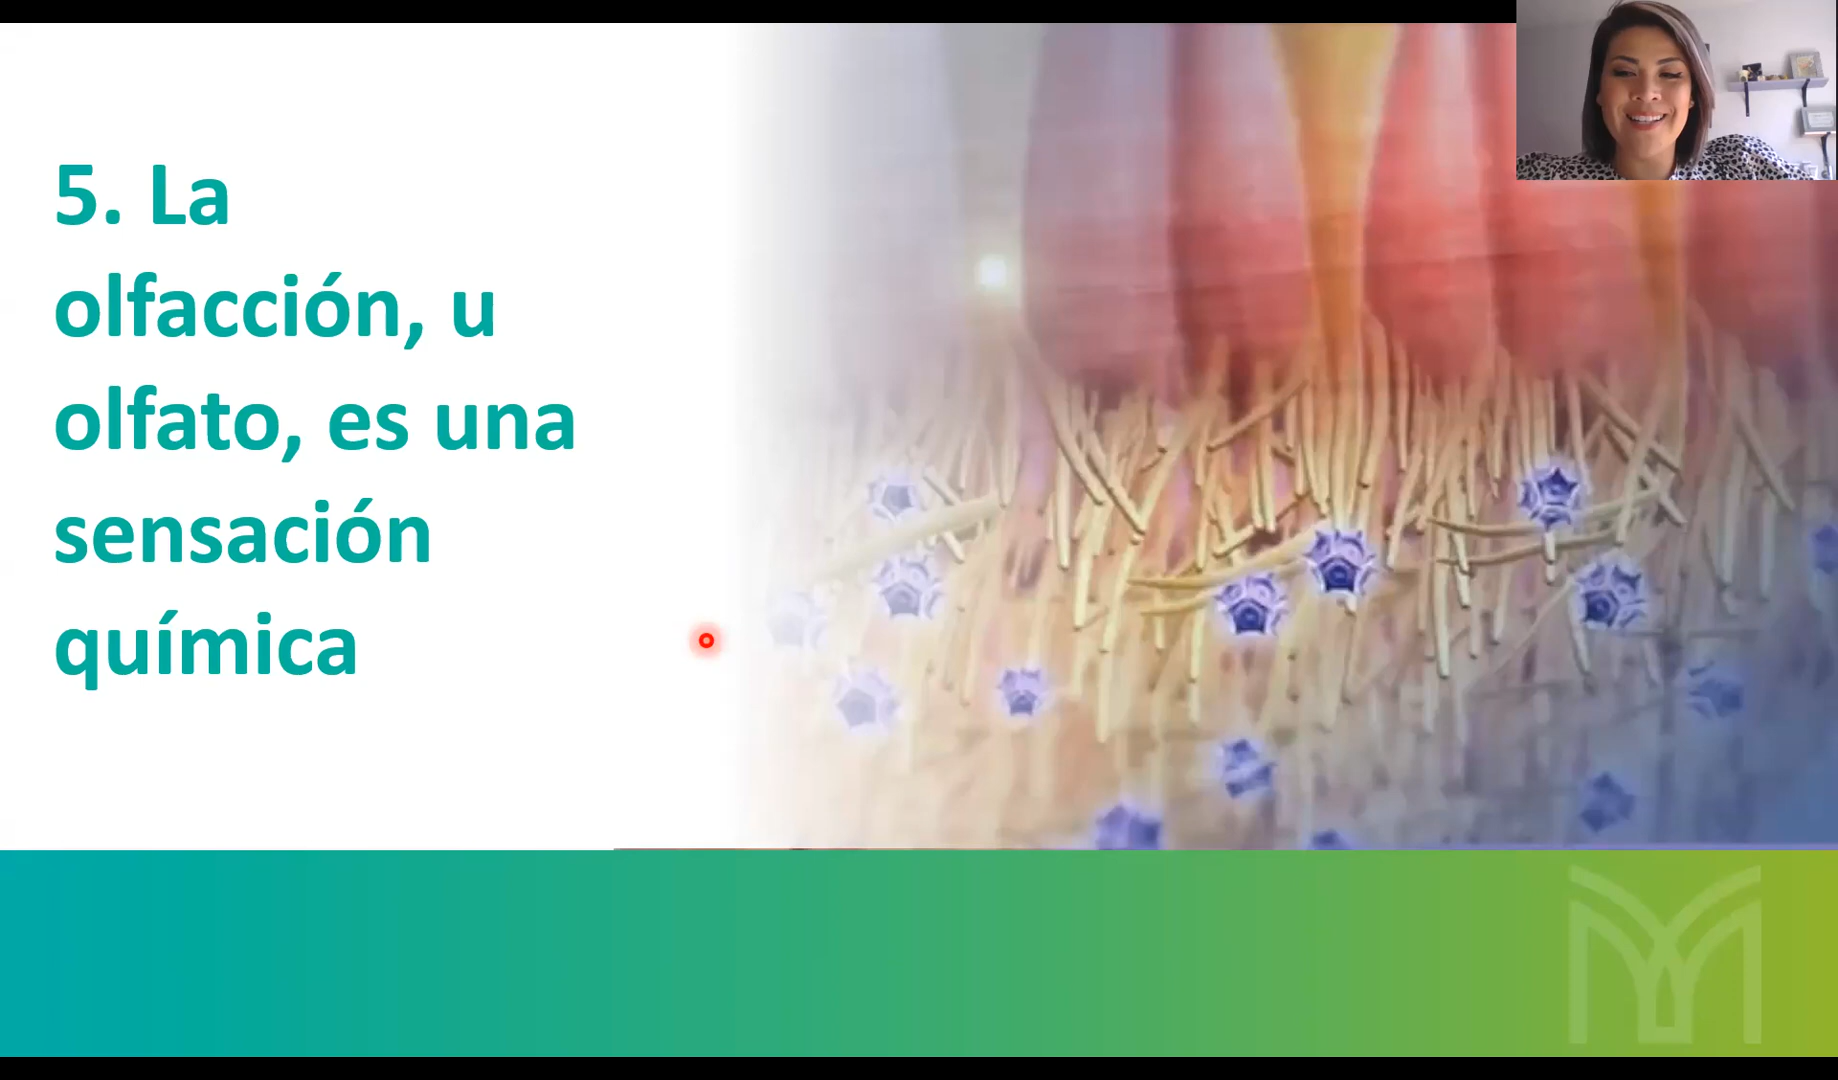 5. La
olfacción, u
olfato, es una
sensación
química